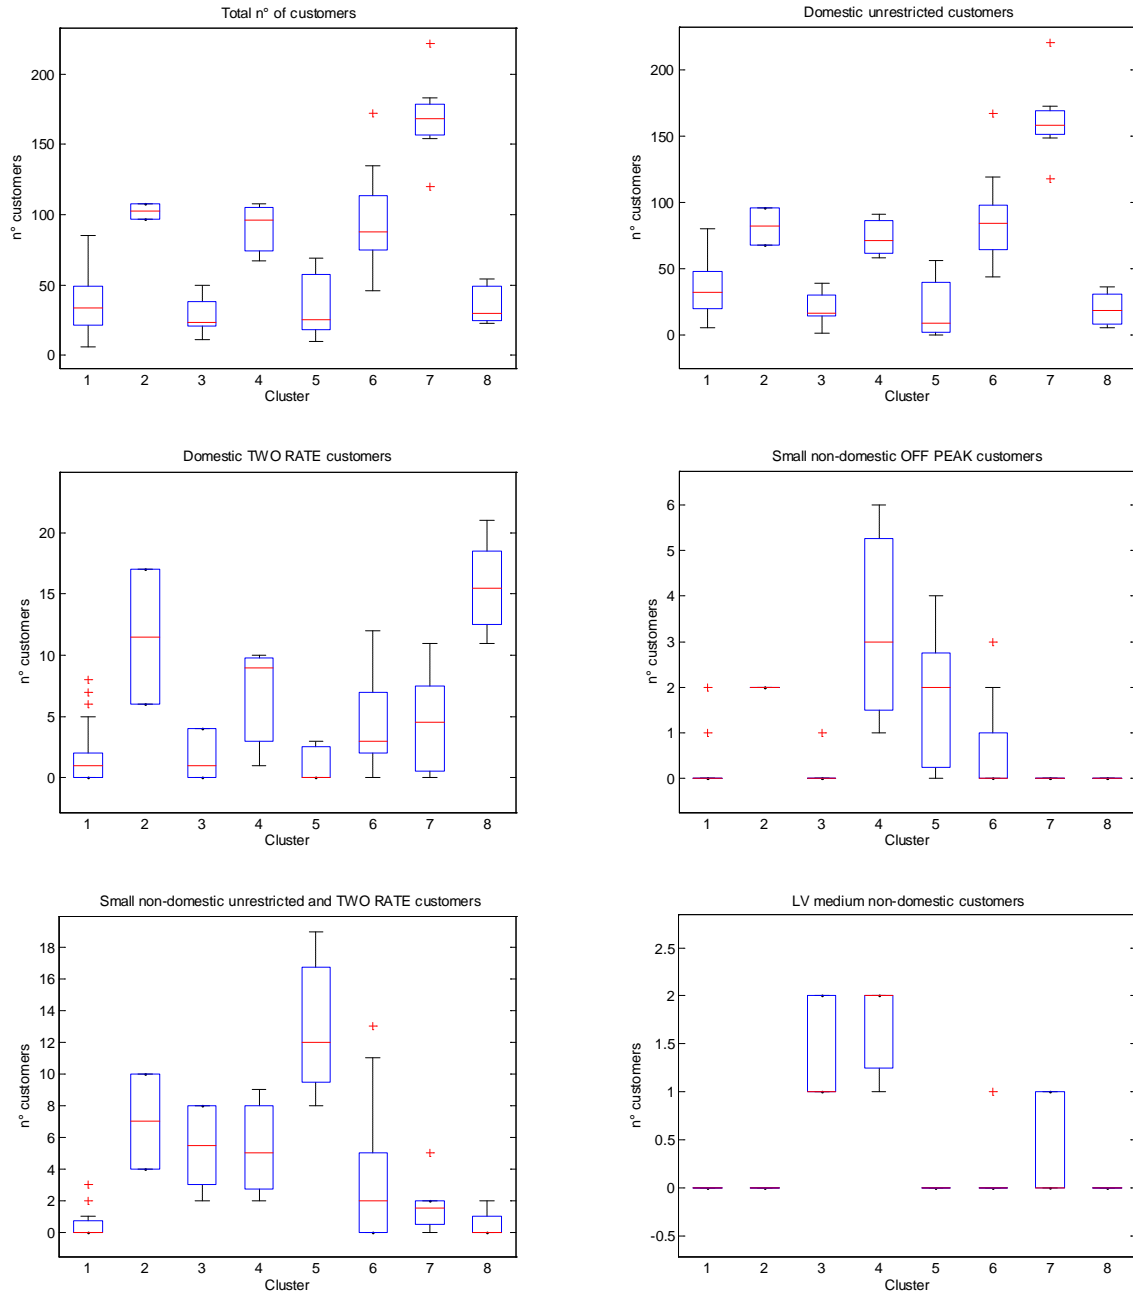 Total n° of customers
n° customers
200
150
100
50
0
1 2 3 4 5 6 7 8
Cluster
Domestic unrestricted customers
n° customers
200
150
100
50
0
1 2 3 4 5 6 7 8
Cluster
Domestic TWO RATE customers
n° customers
20
15
10
5
0
1 2 3 4 5 6 7 8
Cluster
Small non-domestic OFF PEAK customers
n° customers
6
5
4
3
2
1
0
1 2 3 4 5 6 7 8
Cluster
Small non-domestic unrestricted and TWO RATE customers
n° customers
18
16
14
12
10
8
6
4
2
0
1 2 3 4 5 6 7 8
Cluster
LV medium non-domestic customers
n° customers
2.5
2
1.5
1
0.5
0
-0.5
1 2 3 4 5 6 7 8
Cluster